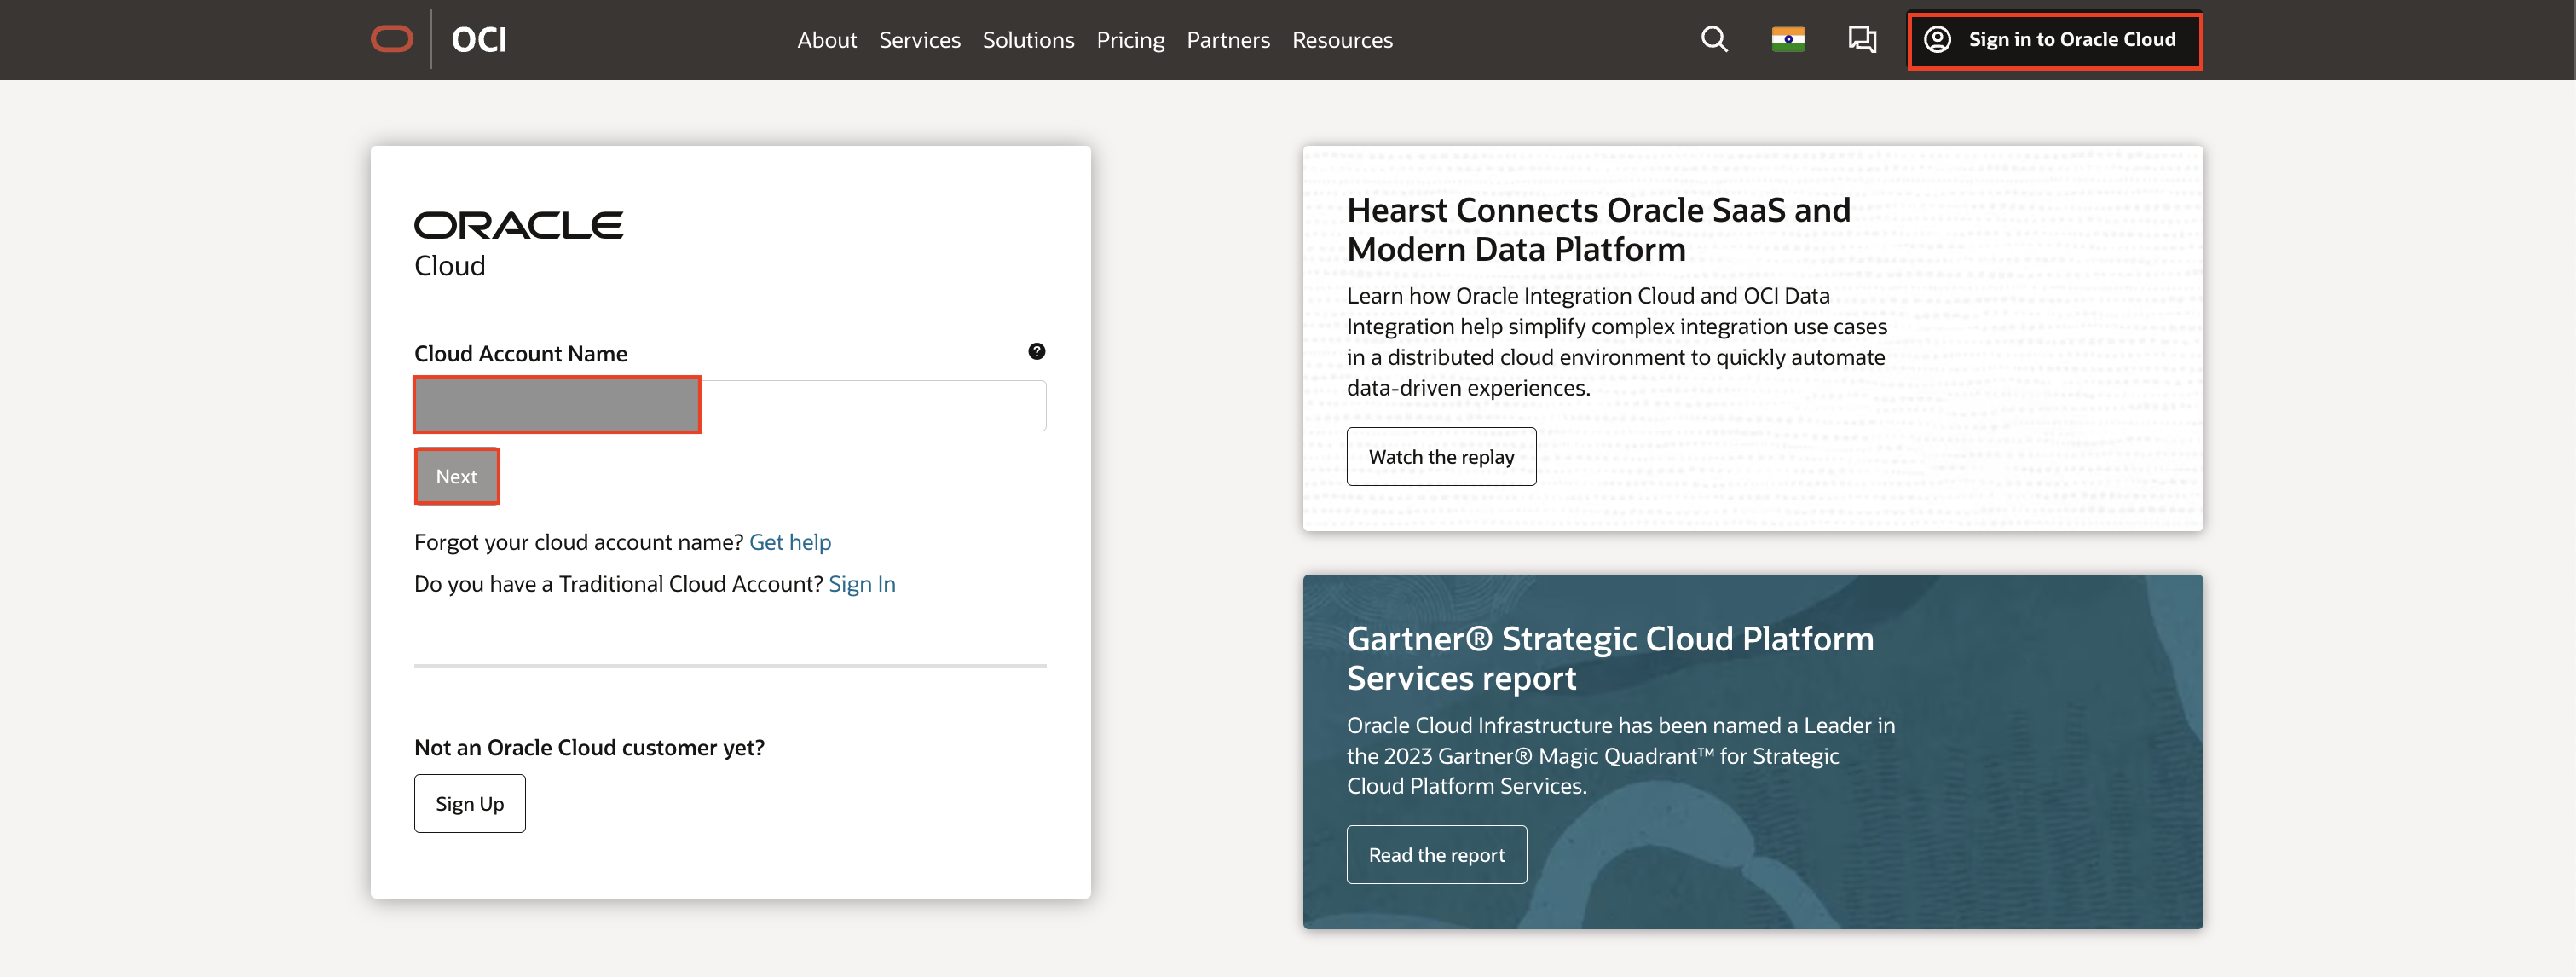 OCI
About Services Solutions Pricing Partners Resources
Sign in to Oracle Cloud
ORACLE
Cloud
Cloud Account Name
?
Next
Forgot your cloud account name? Get help
Do you have a Traditional Cloud Account? Sign In
Not an Oracle Cloud customer yet?
Sign Up
Hearst Connects Oracle SaaS and
Modern Data Platform
Learn how Oracle Integration Cloud and OCI Data
Integration help simplify complex integration use cases
in a distributed cloud environment to quickly automate
data-driven experiences.
Watch the replay
Gartner® Strategic Cloud Platform
Services report
Oracle Cloud Infrastructure has been named a Leader in
the 2023 Gartner® Magic Quadrant™ for Strategic
Cloud Platform Services.
Read the report